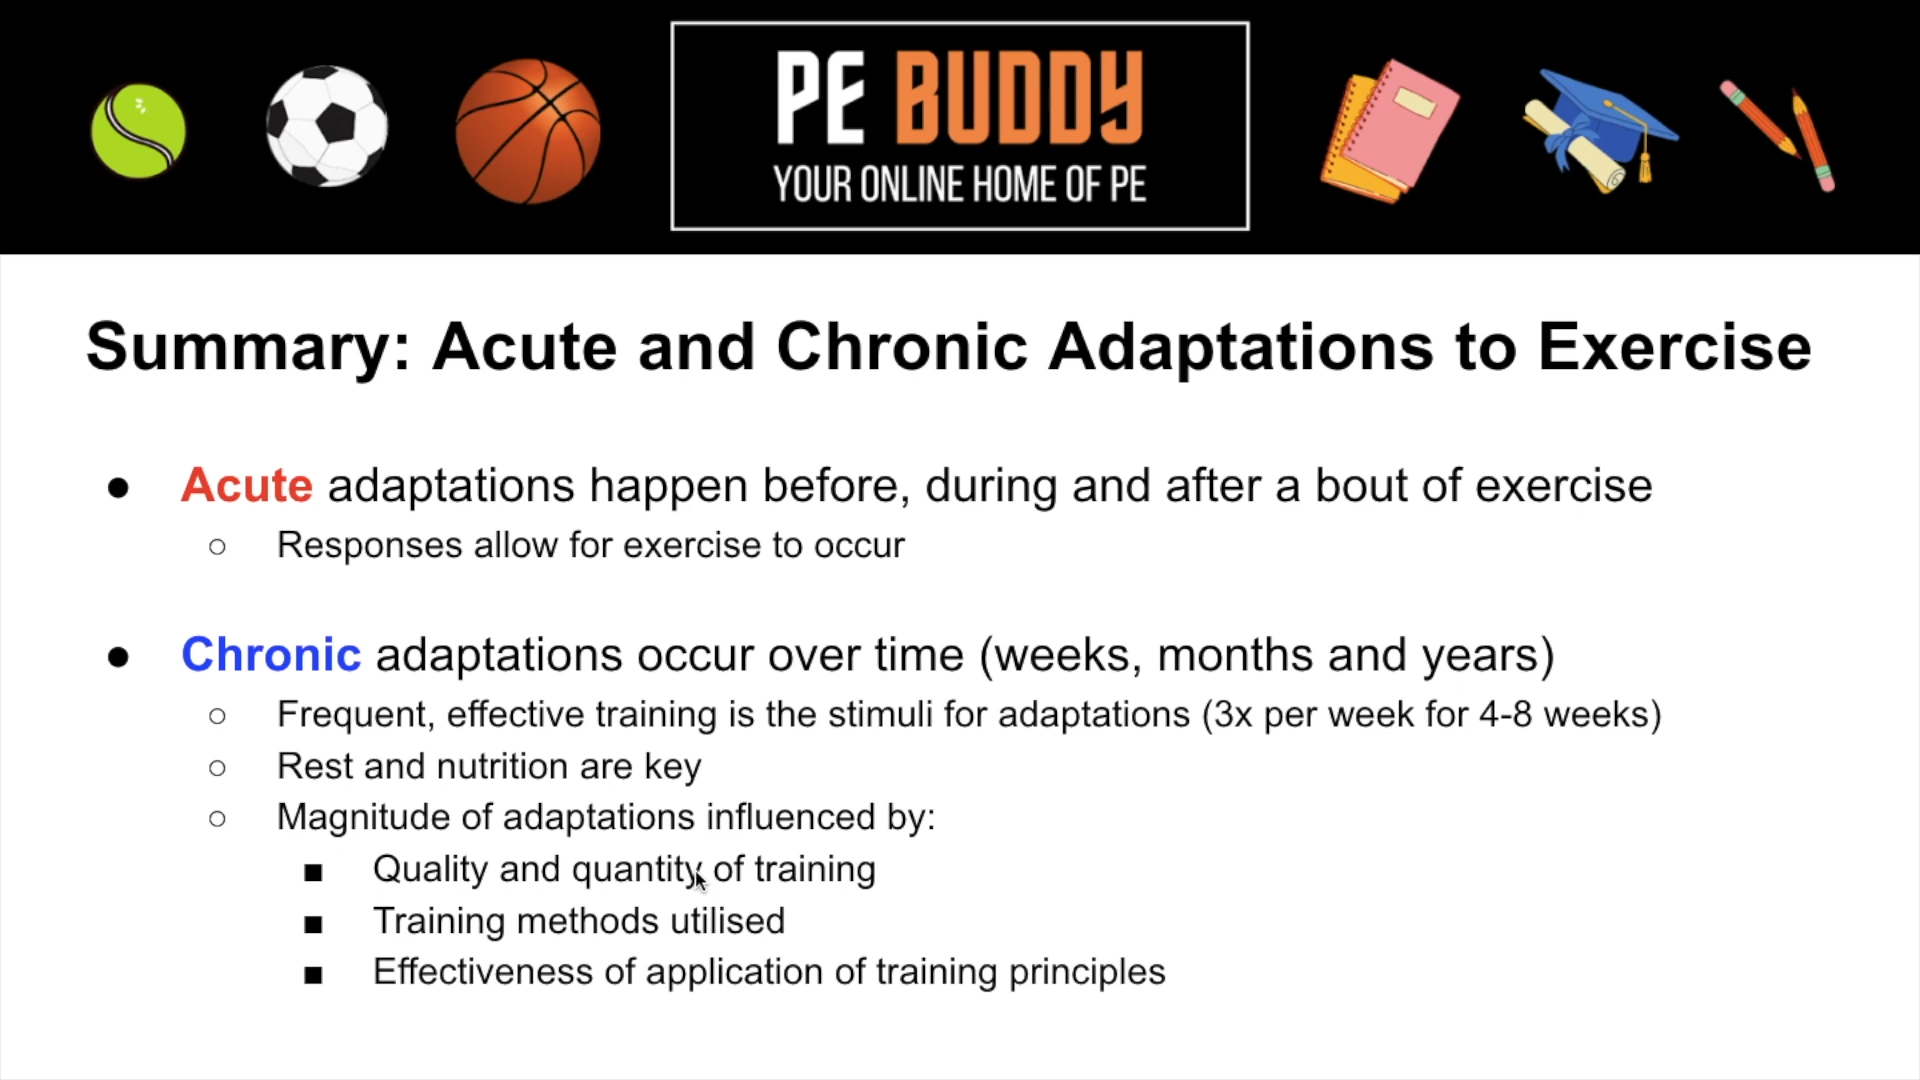 PE BUDDY
YOUR ONLINE HOME OF PE
Summary: Acute and Chronic Adaptations to Exercise
● Acute adaptations happen before, during and after a bout of exercise
○ Responses allow for exercise to occur
● Chronic adaptations occur over time (weeks, months and years)
○ Frequent, effective training is the stimuli for adaptations (3x per week for 4-8 weeks)
○ Rest and nutrition are key
○ Magnitude of adaptations influenced by:
■ Quality and quantity of training
■ Training methods utilised
■ Effectiveness of application of training principles